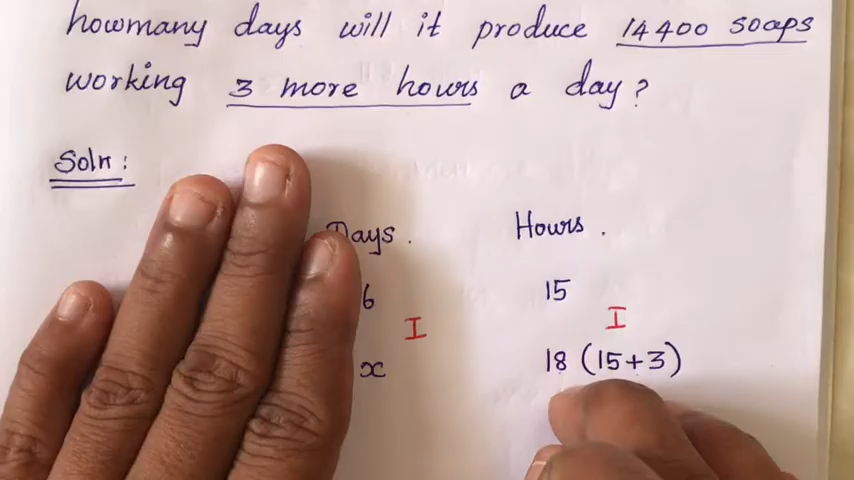 howmany days will it produce 14400 soaps
working 3 more hours a day?
Soln:
Days. Hours.
6 15
I I
x 18 (15+3)